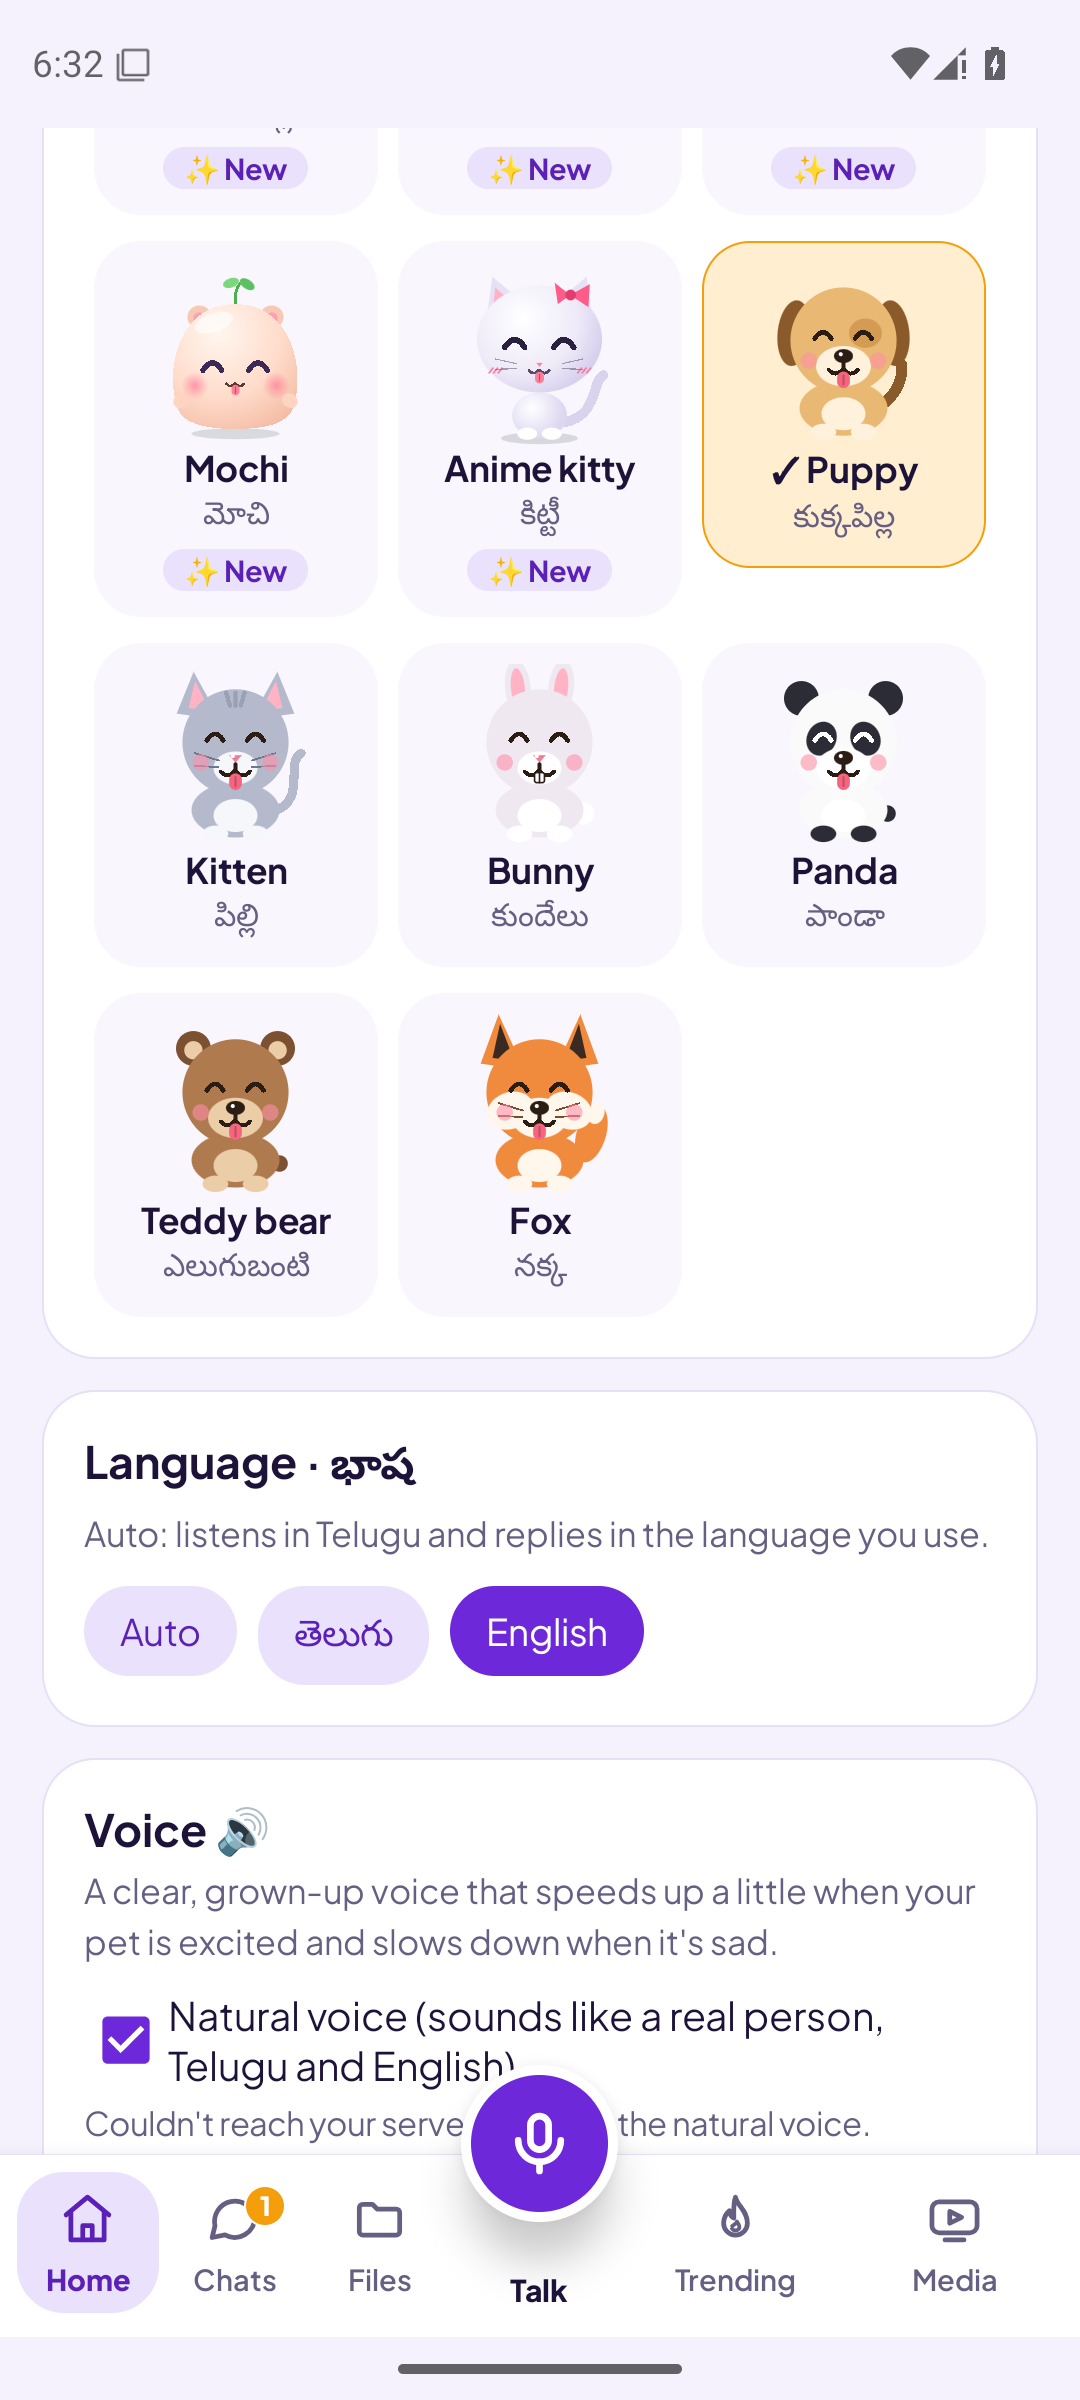 6:32
✨ New
✨ New
✨ New
Mochi
మోచి
✨ New
Anime kitty
కిట్టీ
✨ New
✓ Puppy
కుక్కపిల్ల
Kitten
పిల్లి
Bunny
కుందేలు
Panda
పాండా
Teddy bear
ఎలుగుబంటి
Fox
నక్క
Language · భాష
Auto: listens in Telugu and replies in the language you use.
Auto
తెలుగు
English
Voice 🔊
A clear, grown-up voice that speeds up a little when your
pet is excited and slows down when it's sad.
Natural voice (sounds like a real person,
Telugu and English)
Couldn't reach your serve the natural voice.
Home
1
Chats
Files
Talk
Trending
Media